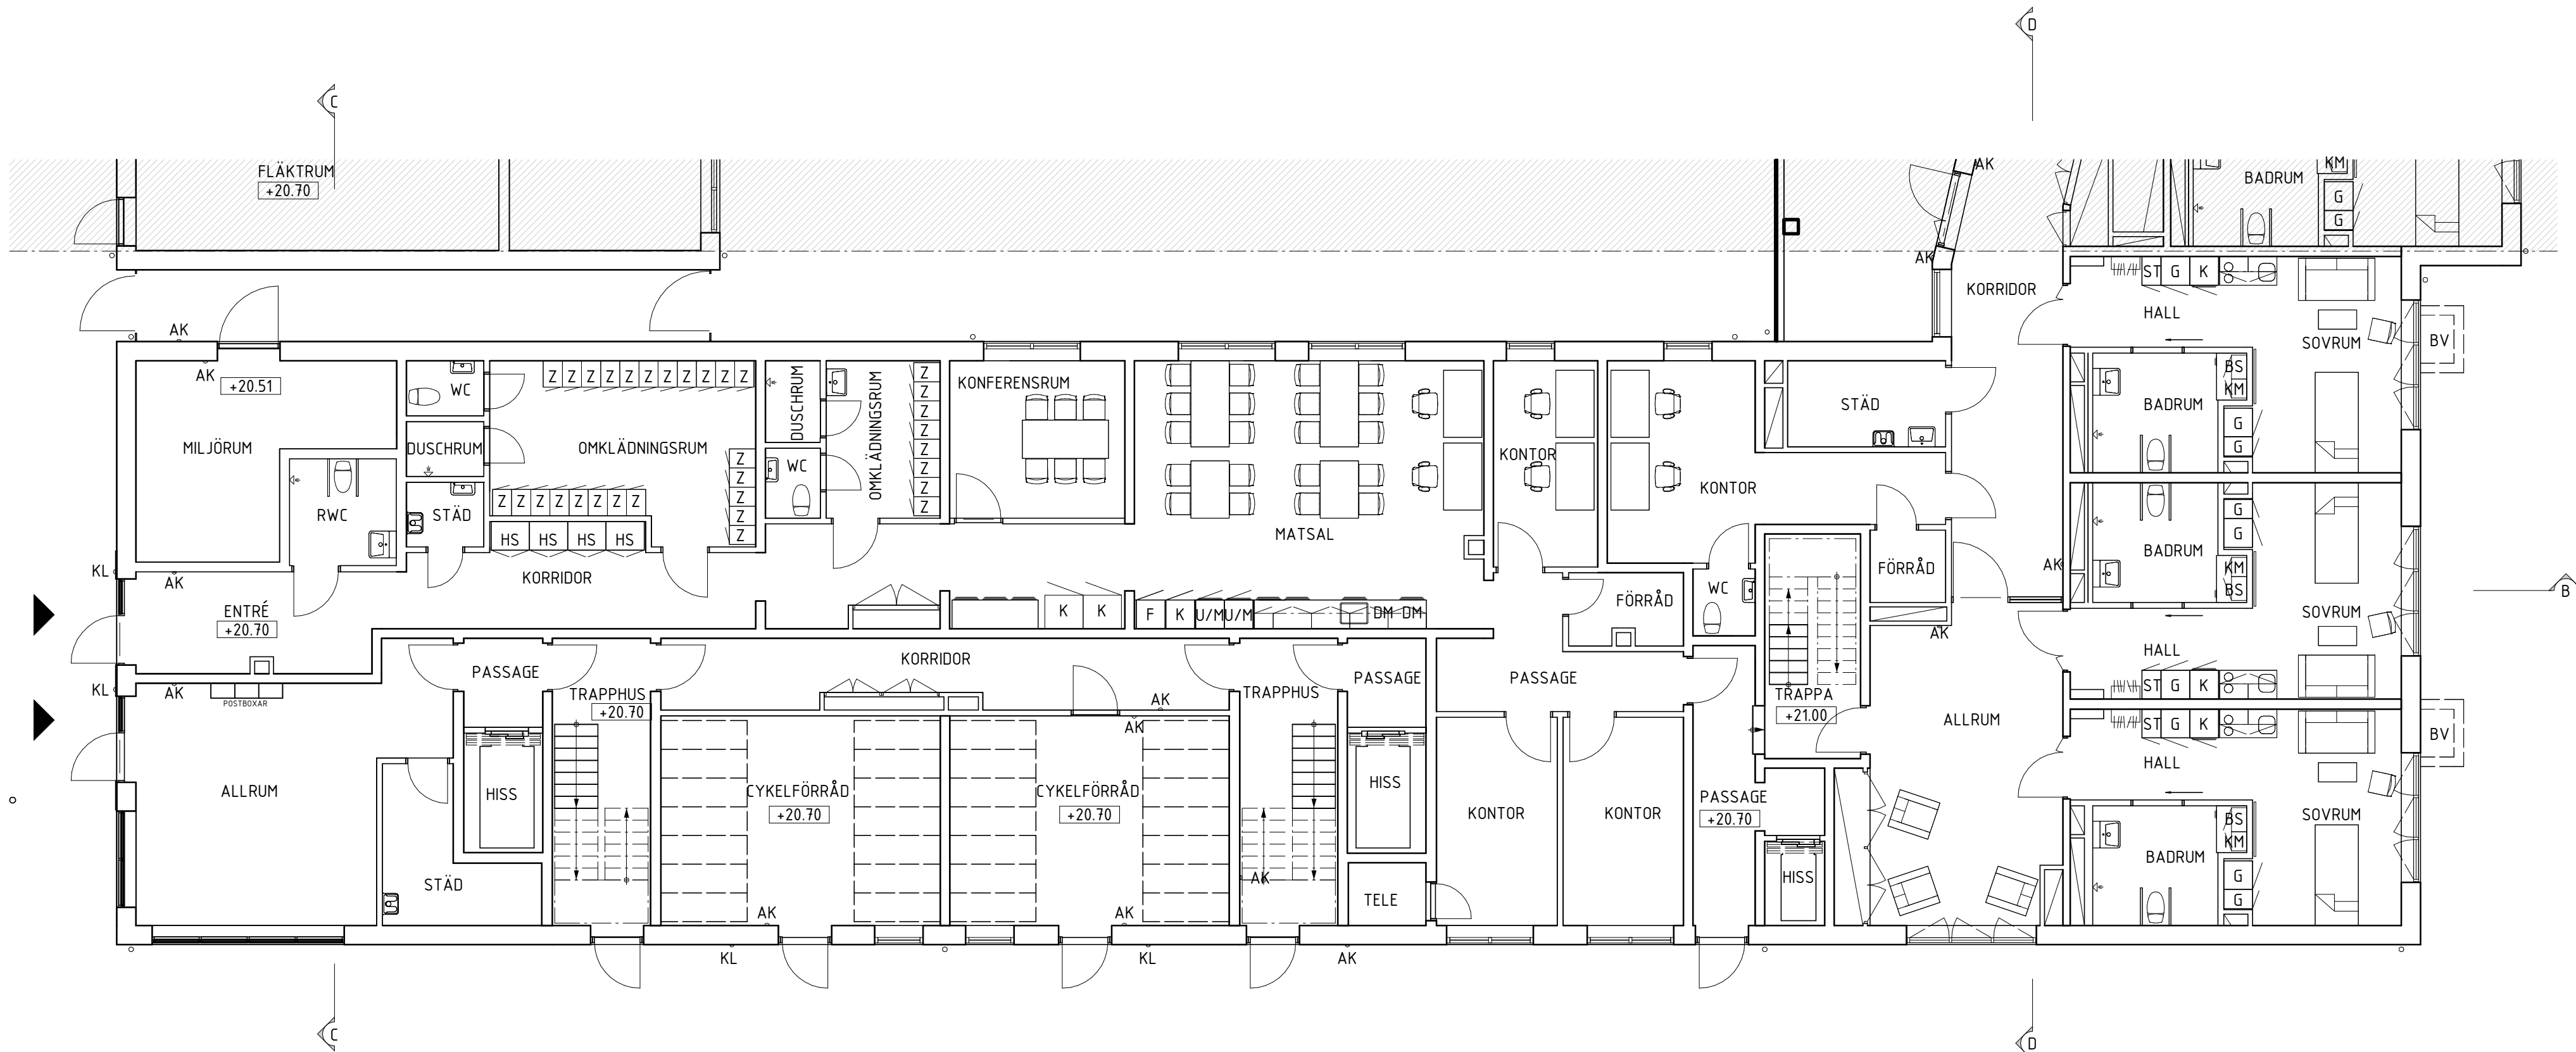 D
C
FLÄKTRUM
+20.70
AK
KM
BADRUM
G
G
AK
KORRIDOR
ST G K
HALL
SOVRUM
BV
AK
AK
+20.51
MILJÖRUM
RWC
WC
DUSCHRUM
STÄD
Z Z Z Z Z Z Z Z Z Z Z
OMKLÄDNINGSRUM
Z Z Z Z Z Z Z Z
Z
Z
Z
Z
Z
HS HS HS HS
DUSCHRUM
WC
OMKLÄDNINGSRUM
Z
Z
Z
Z
Z
Z
Z
Z
KONFERENSRUM
MATSAL
KONTOR
KONTOR
STÄD
BS
KM
BADRUM
G
G
BADRUM
G
G
KM
BS
KL
AK
KORRIDOR
ENTRÉ
+20.70
K K
F K U/M U/M DM DM
FÖRRÅD
WC
FÖRRÅD
AK
B
SOVRUM
AK
HALL
ST G K
KL
AK
POSTBOXAR
PASSAGE
TRAPPHUS
+20.70
KORRIDOR
AK
AK
TRAPPHUS
PASSAGE
PASSAGE
TRAPPA
+21.00
ALLRUM
ST G K
HALL
BV
ALLRUM
HISS
CYKELFÖRRÅD
+20.70
CYKELFÖRRÅD
+20.70
HISS
KONTOR
KONTOR
PASSAGE
+20.70
SOVRUM
BS
KM
BADRUM
G
G
STÄD
AK
AK
AK
TELE
HISS
KL
KL
AK
C
D